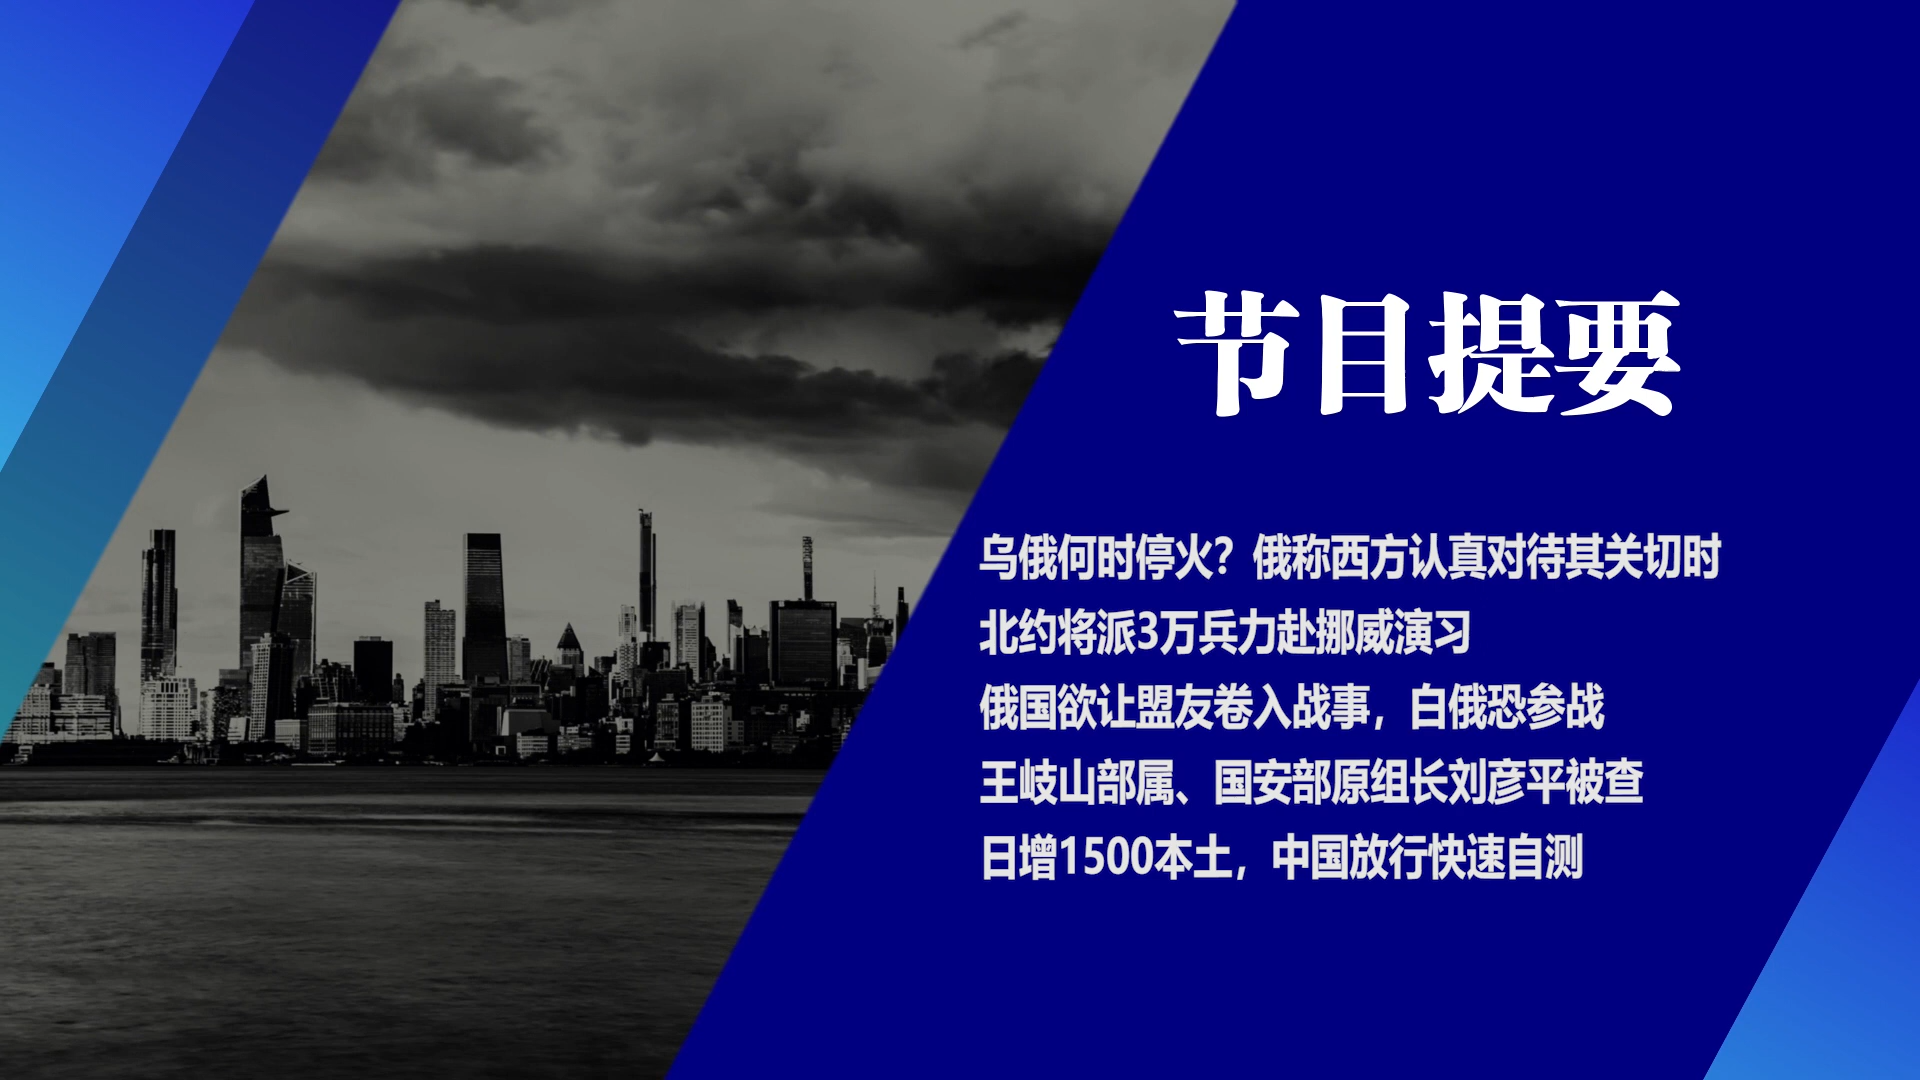 节目提要
乌俄何时停火？俄称西方认真对待其关切时
北约将派3万兵力赴挪威演习
俄国欲让盟友卷入战事，白俄恐参战
王岐山部属、国安部原组长刘彦平被查
日增1500本土，中国放行快速自测